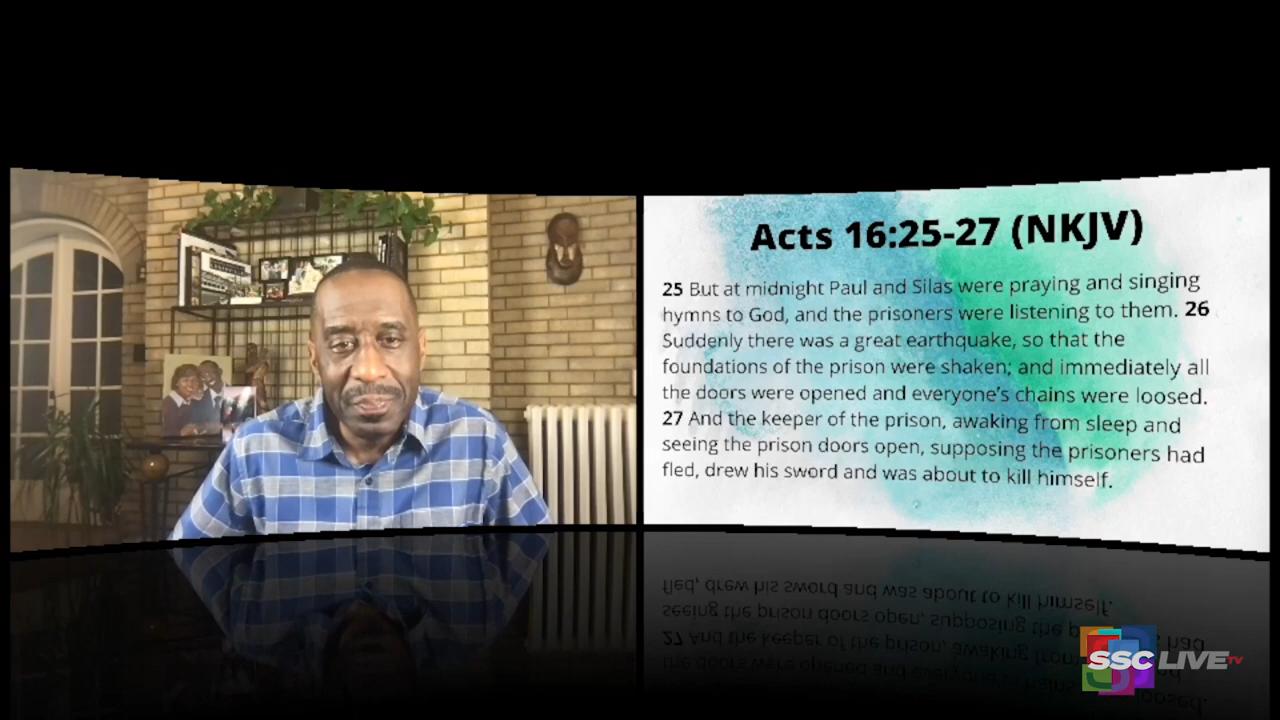 Acts 16:25-27 (NKJV)
25 But at midnight Paul and Silas were praying and singing
hymns to God, and the prisoners were listening to them. 26
Suddenly there was a great earthquake, so that the
foundations of the prison were shaken; and immediately all
the doors were opened and everyone's chains were loosed.
27 And the keeper of the prison, awaking from sleep and
seeing the prison doors open, supposing the prisoners had
fled, drew his sword and was about to kill himself.
SSC LIVE TV